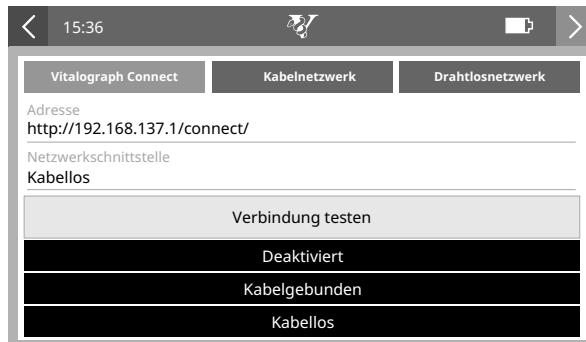 15:36
Vitalograph Connect Kabelnetzwerk Drahtlosnetzwerk
Adresse
http://192.168.137.1/connect/
Netzwerkschnittstelle
Kabellos
Verbindung testen
Deaktiviert
Kabelgebunden
Kabellos